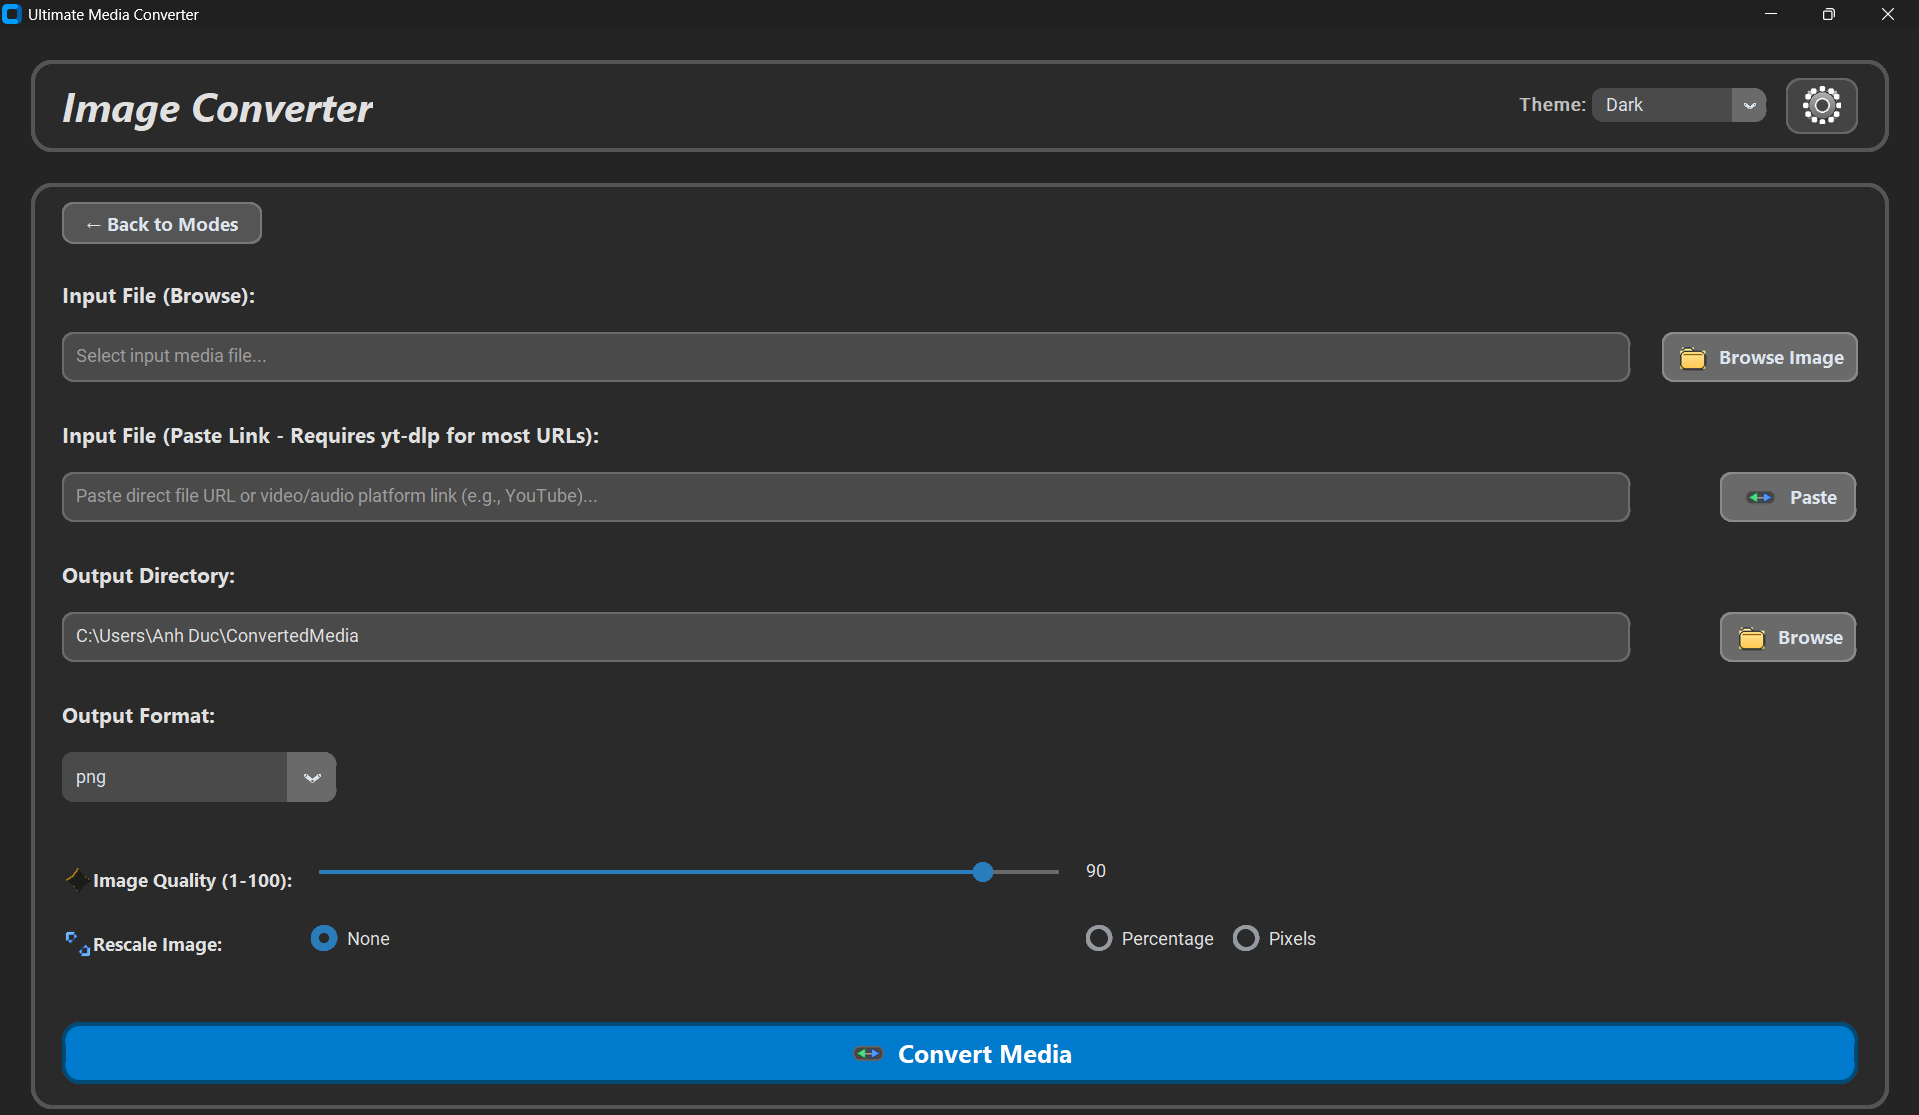 Ultimate Media Converter
Image Converter
Theme: Dark
← Back to Modes
Input File (Browse):
Select input media file...
Browse Image
Input File (Paste Link - Requires yt-dlp for most URLs):
Paste direct file URL or video/audio platform link (e.g., YouTube)...
Paste
Output Directory:
C:\Users\Anh Duc\ConvertedMedia
Browse
Output Format:
png
Image Quality (1-100): 90
Rescale Image: None Percentage Pixels
Convert Media